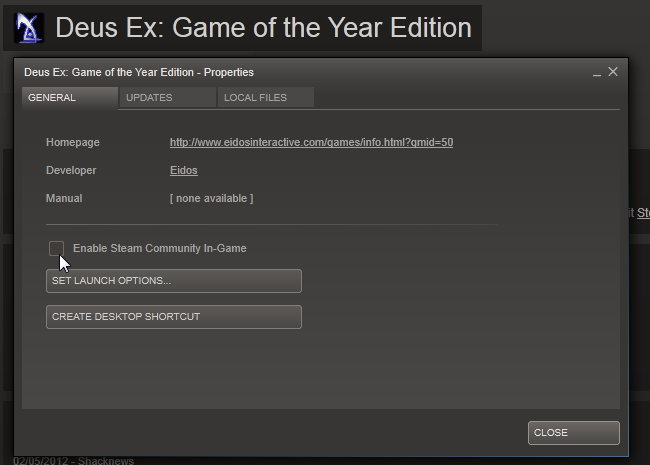 Deus Ex: Game of the Year Edition
Deus Ex: Game of the Year Edition - Properties
GENERAL UPDATES LOCAL FILES
Homepage http://www.eidosinteractive.com/games/info.html?gmid=50
Developer Eidos
Manual [ none available ]
Enable Steam Community In-Game
SET LAUNCH OPTIONS...
CREATE DESKTOP SHORTCUT
CLOSE
02/05/2012 - Shacknews